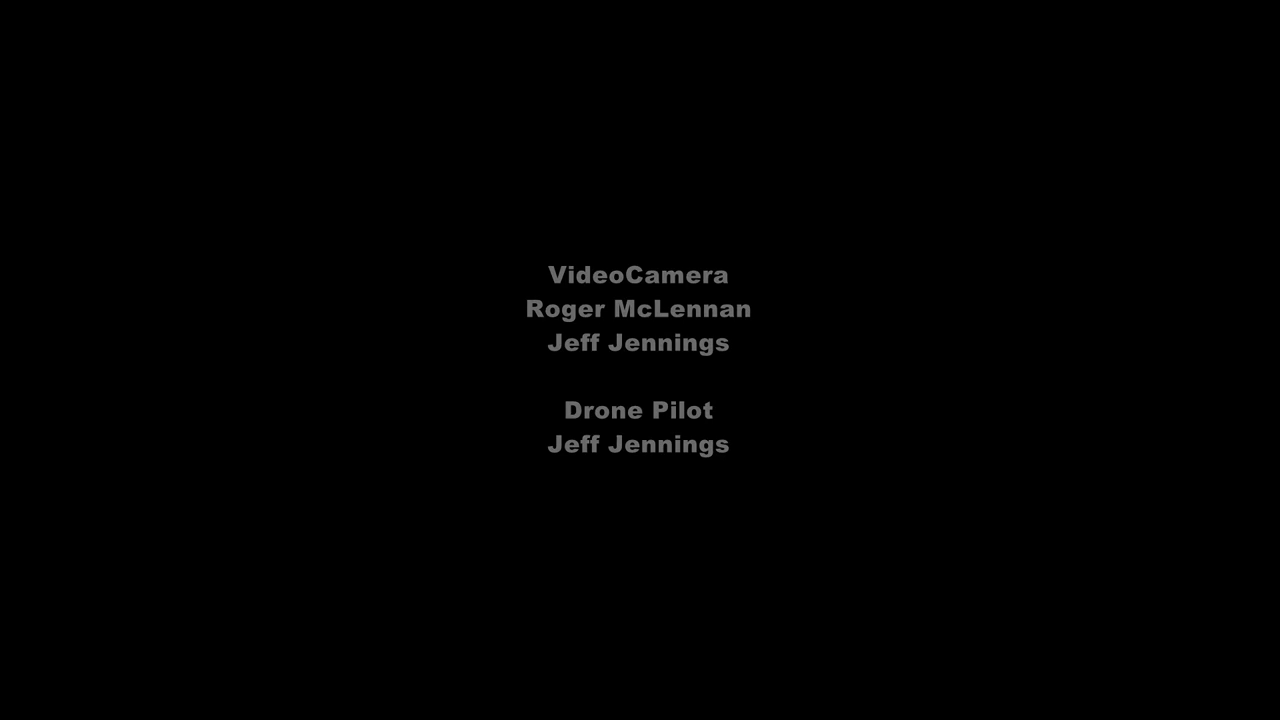 VideoCamera
Roger McLennan
Jeff Jennings
Drone Pilot
Jeff Jennings